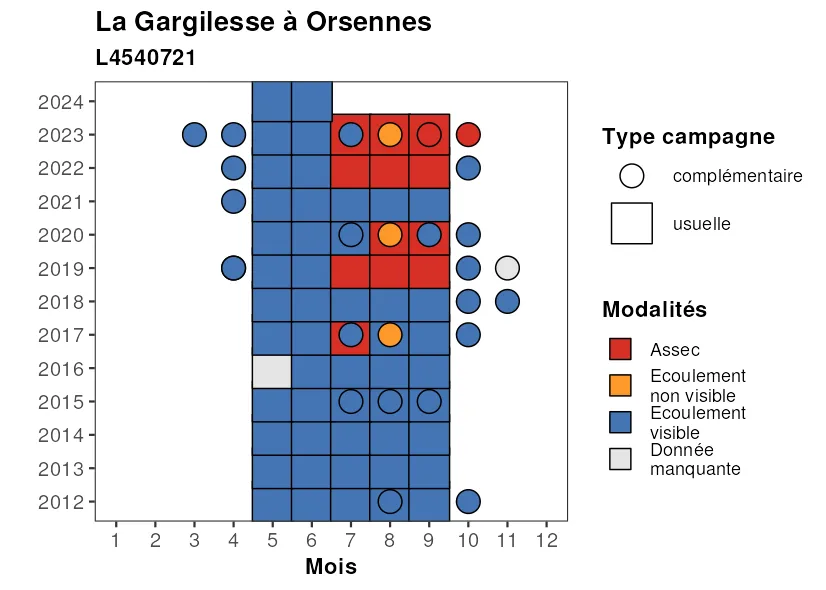 La Gargilesse à Orsennes
L4540721
2024
2023
2022
2021
2020
2019
2018
2017
2016
2015
2014
2013
2012
1 2 3 4 5 6 7 8 9 10 11 12
Mois
Type campagne
complémentaire
usuelle
Modalités
Assec
Ecoulement
non visible
Ecoulement
visible
Donnée
manquante